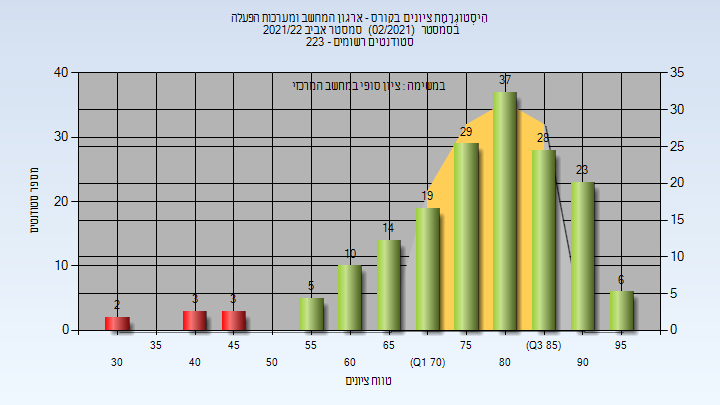 היסטוגרמת ציונים בקורס - ארגון המחשב ומערכות הפעלה
בסמסטר (02/2021) סמסטר אביב 2021/22
סטודנטים רשומים - 223
במשימה : ציון סופי במחשב המרכזי
מספר סטודנטים
40 35
30 30
25
20 20
15
10 10
5
0 0
2 3 3 5 10 14 19 29 37 28 23 6
35 45 55 65 75 (Q3 85) 95
30 40 50 60 (Q1 70) 80 90
טווח ציונים